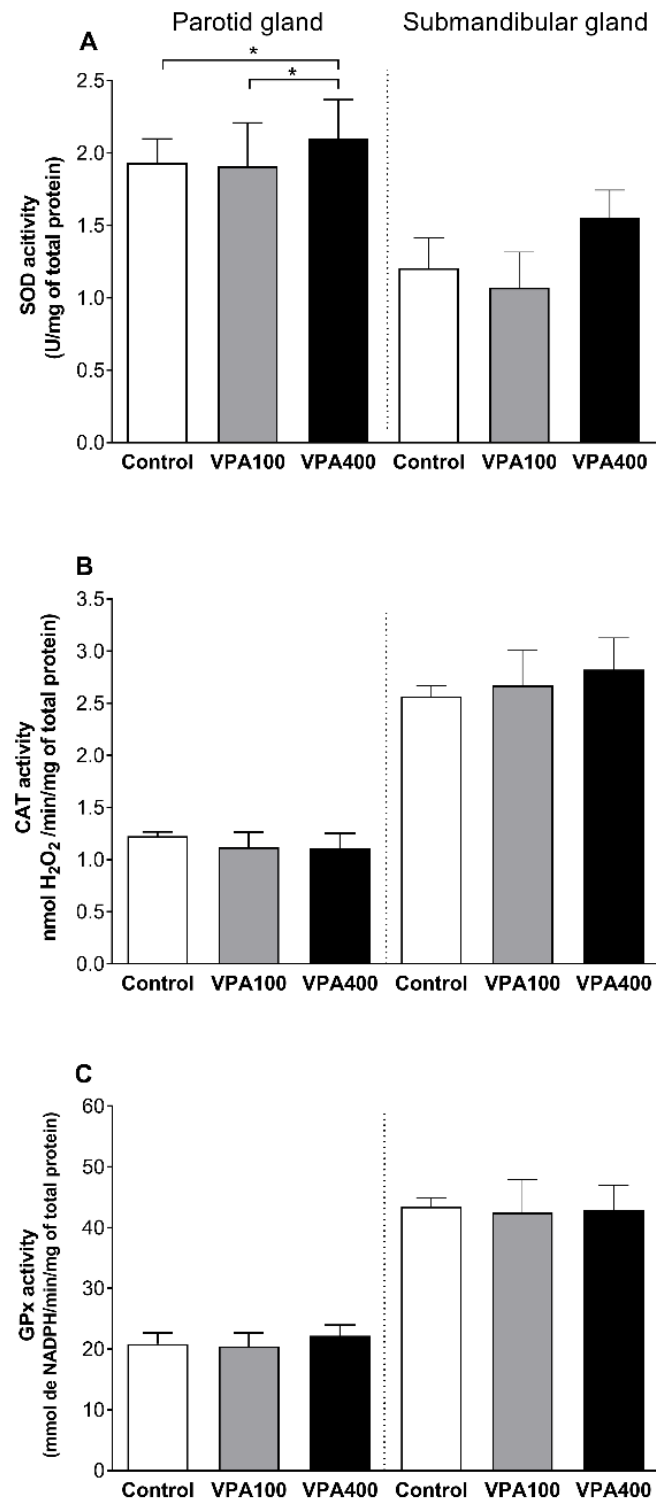 Parotid gland Submandibular gland
A
* 
*
SOD acitivity
(U/mg of total protein)
2.5
2.0
1.5
1.0
0.5
0.0
Control VPA100 VPA400 Control VPA100 VPA400
B
CAT activity
nmol H₂O₂ /min/mg of total protein)
3.5
3.0
2.5
2.0
1.5
1.0
0.5
0.0
Control VPA100 VPA400 Control VPA100 VPA400
C
GPx activity
(mmol de NADPH/min/mg of total protein)
60
50
40
30
20
10
0
Control VPA100 VPA400 Control VPA100 VPA400